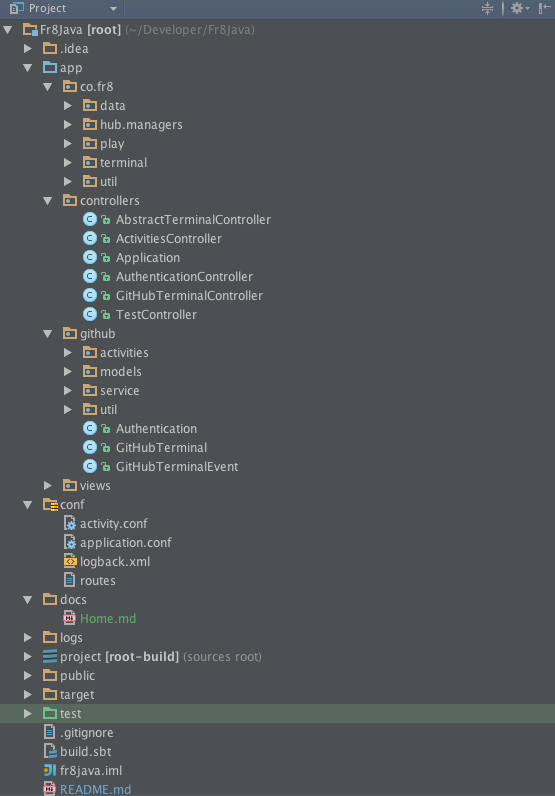 Project
Fr8Java [root] (~/Developer/Fr8Java)
.idea
app
co.fr8
data
hub.managers
play
terminal
util
controllers
AbstractTerminalController
ActivitiesController
Application
AuthenticationController
GitHubTerminalController
TestController
github
activities
models
service
util
Authentication
GitHubTerminal
GitHubTerminalEvent
views
conf
activity.conf
application.conf
logback.xml
routes
docs
Home.md
logs
project [root-build] (sources root)
public
target
test
.gitignore
build.sbt
fr8java.iml
README.md